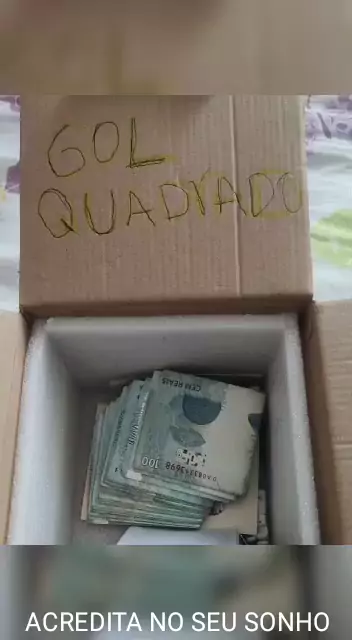 GOL
QUADRADO
CEM REAIS
100
ACREDITA NO SEU SONHO